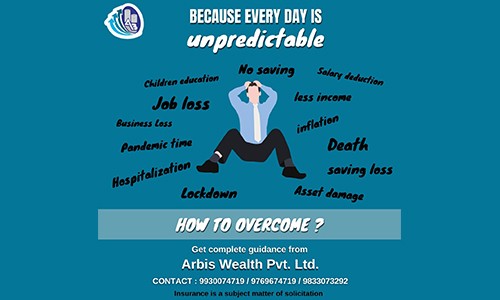 BECAUSE EVERY DAY IS
unpredictable
No saving
Children education
Salary deduction
Job loss
less income
Business Loss
inflation
Pandemic time
Death
Hospitalization
saving loss
Lockdown
Asset damage
HOW TO OVERCOME ?
Get complete guidance from
Arbis Wealth Pvt. Ltd.
CONTACT : 9930074719 / 9769674719 / 9833073292
Insurance is a subject matter of solicitation